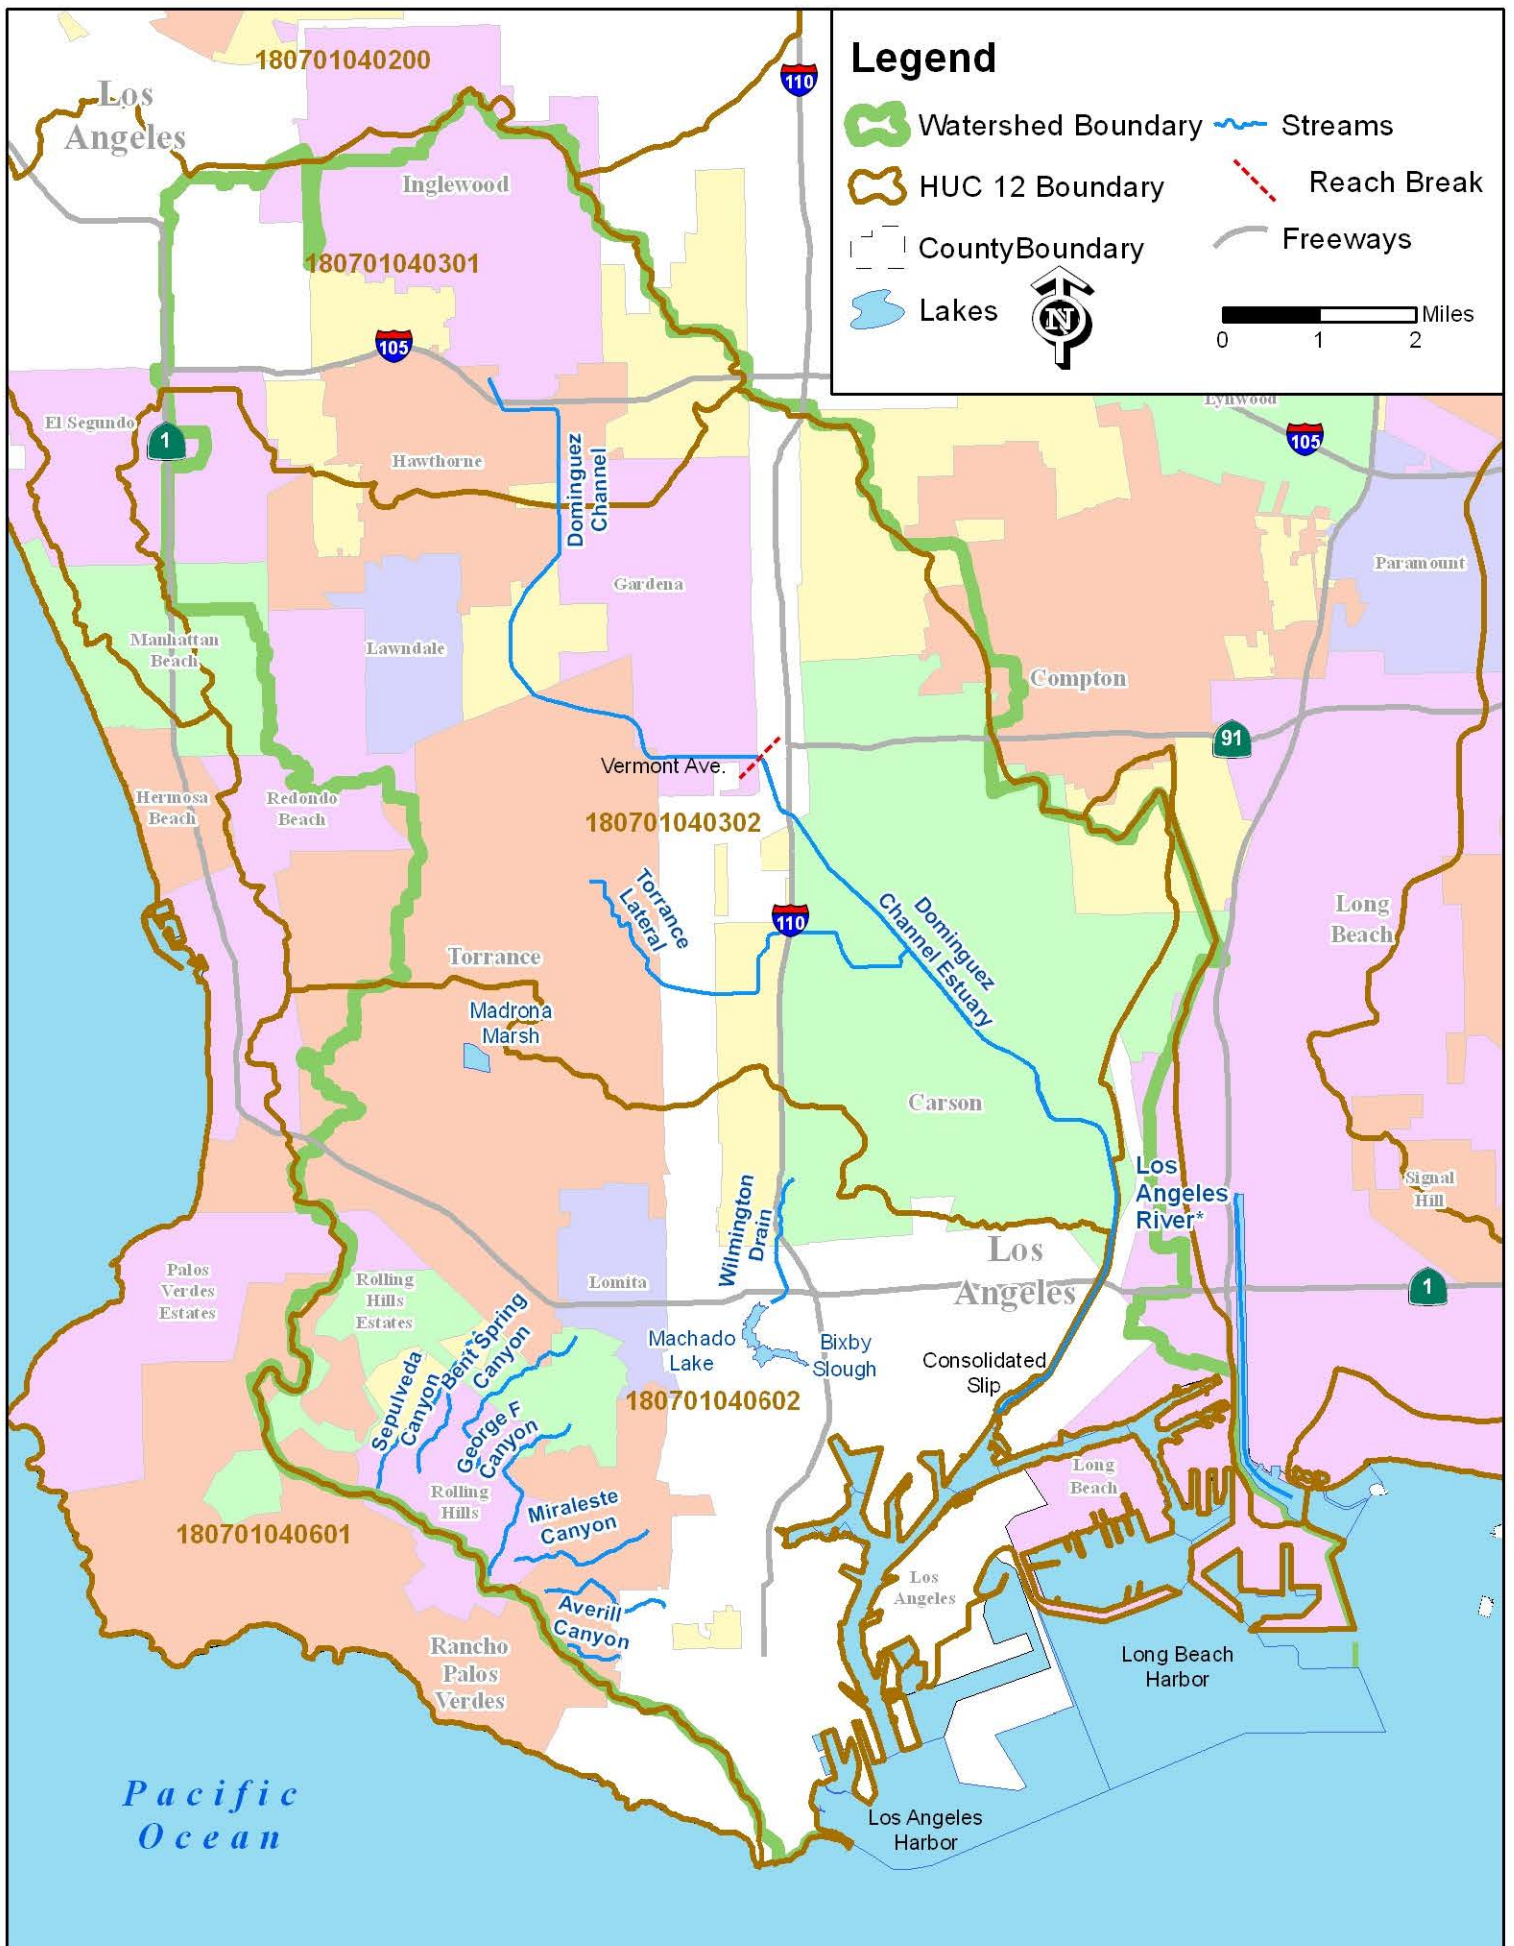 180701040200
Los
Angeles
110
Legend
Watershed Boundary
Streams
HUC 12 Boundary
Reach Break
CountyBoundary
Freeways
Lakes
N
Miles
0 1 2
Inglewood
180701040301
105
Lynwood
105
El Segundo
1
Hawthorne
Dominguez
Channel
Gardena
Paramount
Manhattan
Beach
Lawndale
Compton
91
Vermont Ave.
Hermosa
Beach
Redondo
Beach
180701040302
Torrance
Lateral
110
Dominguez
Channel Estuary
Long
Beach
Torrance
Madrona
Marsh
Carson
Los
Angeles
River*
Signal
Hill
Wilmington
Drain
Los
Angeles
Palos
Verdes
Estates
Rolling
Hills
Estates
Lomita
1
Bent Spring
Canyon
Machado
Lake
Bixby
Slough
Consolidated
Slip
Sepulveda
Canyon
180701040602
George F
Canyon
Rolling
Hills
Long
Beach
Miraleste
Canyon
180701040601
Los
Angeles
Averill
Canyon
Rancho
Palos
Verdes
Long Beach
Harbor
Pacific
Ocean
Los Angeles
Harbor